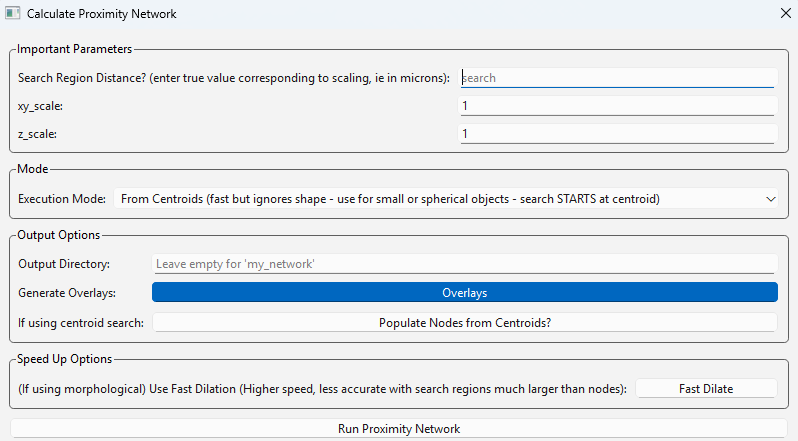 Calculate Proximity Network
Important Parameters
Search Region Distance? (enter true value corresponding to scaling, ie in microns): search
xy_scale: 1
z_scale: 1
Mode
Execution Mode: From Centroids (fast but ignores shape - use for small or spherical objects - search STARTS at centroid)
Output Options
Output Directory: Leave empty for 'my_network'
Generate Overlays: Overlays
If using centroid search: Populate Nodes from Centroids?
Speed Up Options
(If using morphological) Use Fast Dilation (Higher speed, less accurate with search regions much larger than nodes): Fast Dilate
Run Proximity Network